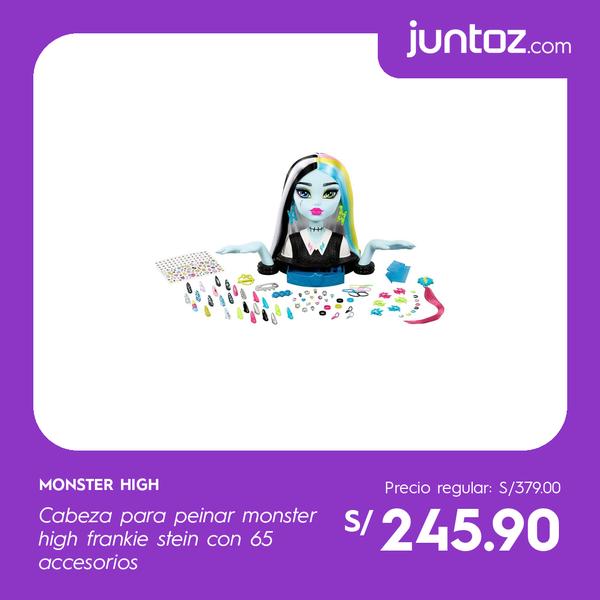 juntoz.com
MONSTER HIGH
Cabeza para peinar monster
high frankie stein con 65
accesorios
Precio regular: S/379.00
S/ 245.90